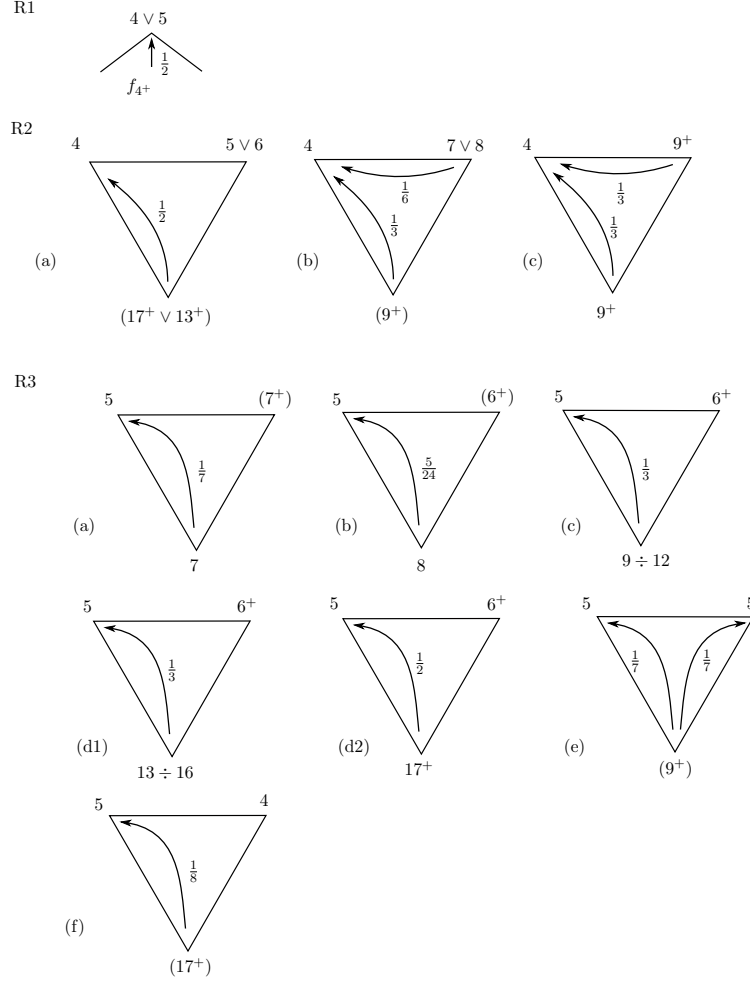 R1
4 ∨ 5
1/2
f₄₊
R2
4 5 ∨ 6
1/2
(a)
(17⁺ ∨ 13⁺)
4 7 ∨ 8
1/6
1/3
(b)
(9⁺)
4 9⁺
1/3
1/3
(c)
9⁺
R3
5 (7⁺)
1/7
(a)
7
5 (6⁺)
5/24
(b)
8
5 6⁺
1/3
(c)
9 ÷ 12
5 6⁺
1/3
(d1)
13 ÷ 16
5 6⁺
1/2
(d2)
17⁺
5 5
1/7 1/7
(e)
(9⁺)
5 4
1/8
(f)
(17⁺)